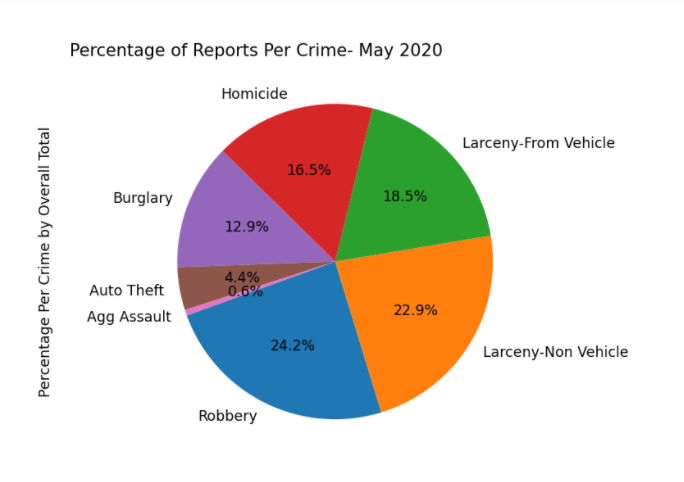 Percentage of Reports Per Crime- May 2020
Homicide
Larceny-From Vehicle
16.5%
18.5%
Burglary
12.9%
Percentage Per Crime by Overall Total
4.4%
Auto Theft
0.6%
Agg Assault
22.9%
24.2%
Larceny-Non Vehicle
Robbery